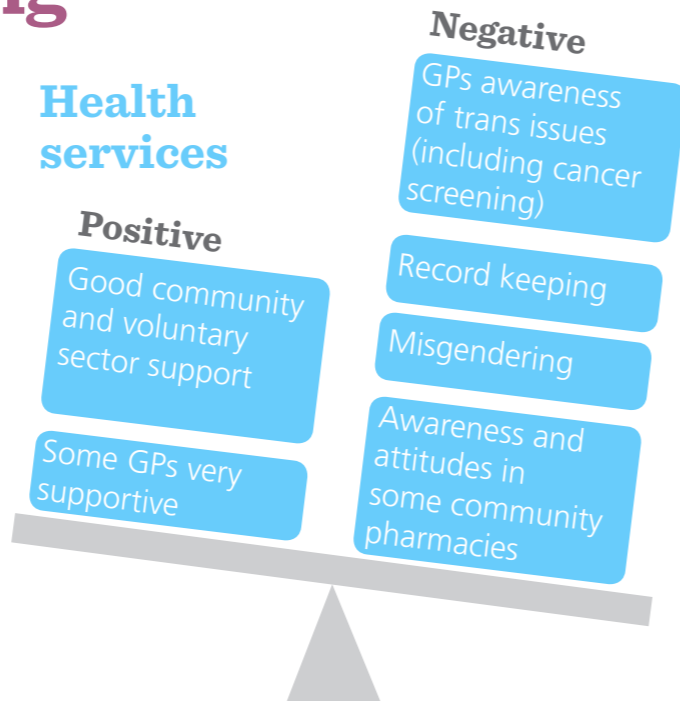 ng
Health
services
Positive
Good community
and voluntary
sector support
Some GPs very
supportive
Negative
GPs awareness
of trans issues
(including cancer
screening)
Record keeping
Misgendering
Awareness and
attitudes in
some community
pharmacies